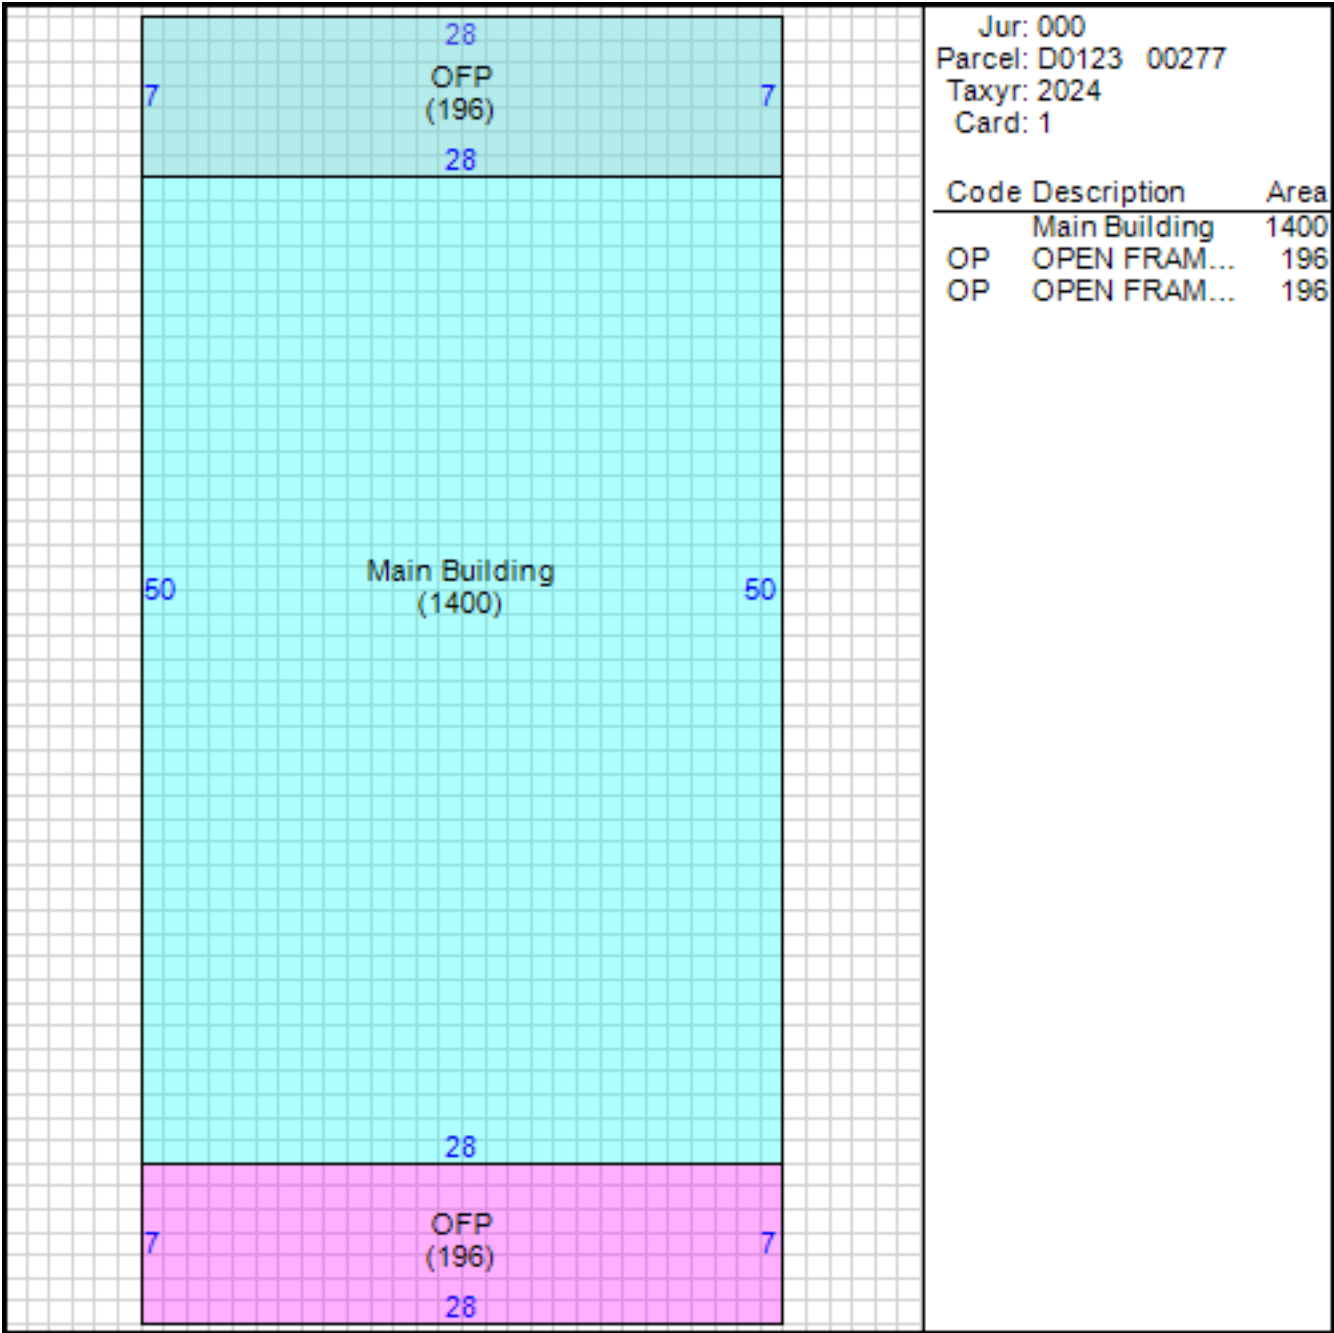 28
OFP
(196)
7 7
28
50 Main Building 50
(1400)
28
OFP
(196)
7 7
28
Jur: 000
Parcel: D0123 00277
Taxyr: 2024
Card: 1
Code Description Area
Main Building 1400
OP OPEN FRAM... 196
OP OPEN FRAM... 196